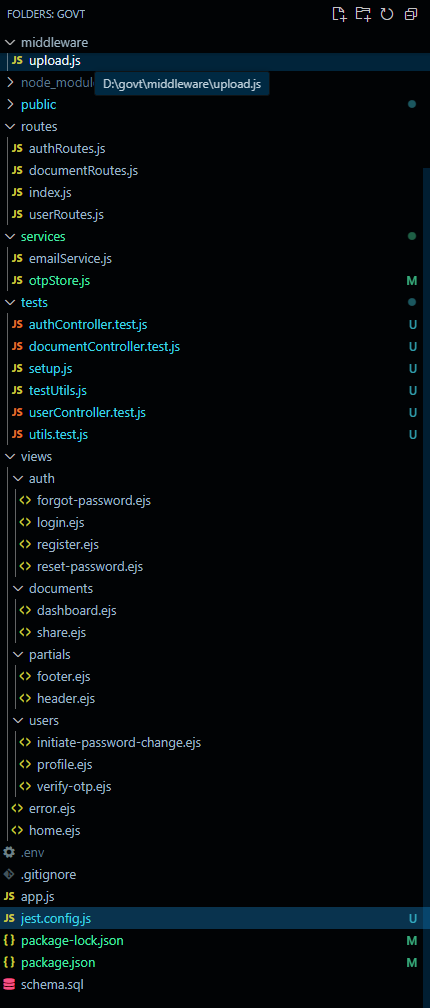 FOLDERS: GOVT
middleware
JS upload.js
node_modul
D:\govt\middleware\upload.js
public
routes
JS authRoutes.js
JS documentRoutes.js
JS index.js
JS userRoutes.js
services
JS emailService.js
JS otpStore.js M
tests
JS authController.test.js U
JS documentController.test.js U
JS setup.js U
JS testUtils.js U
JS userController.test.js U
JS utils.test.js U
views
auth
<> forgot-password.ejs
<> login.ejs
<> register.ejs
<> reset-password.ejs
documents
<> dashboard.ejs
<> share.ejs
partials
<> footer.ejs
<> header.ejs
users
<> initiate-password-change.ejs
<> profile.ejs
<> verify-otp.ejs
<> error.ejs
<> home.ejs
.env
.gitignore
JS app.js
JS jest.config.js U
{} package-lock.json M
{} package.json M
schema.sql